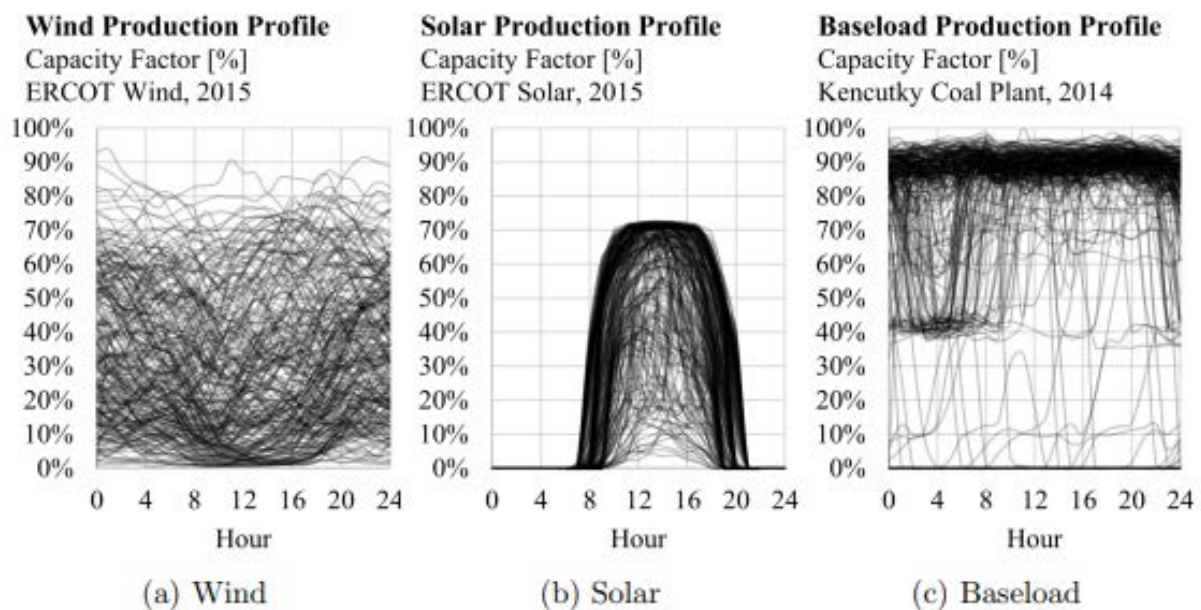 Wind Production Profile
Capacity Factor [%]
ERCOT Wind, 2015
100%
90%
80%
70%
60%
50%
40%
30%
20%
10%
0%
0 4 8 12 16 20 24
Hour
(a) Wind
Solar Production Profile
Capacity Factor [%]
ERCOT Solar, 2015
100%
90%
80%
70%
60%
50%
40%
30%
20%
10%
0%
0 4 8 12 16 20 24
Hour
(b) Solar
Baseload Production Profile
Capacity Factor [%]
Kencutky Coal Plant, 2014
100%
90%
80%
70%
60%
50%
40%
30%
20%
10%
0%
0 4 8 12 16 20 24
Hour
(c) Baseload